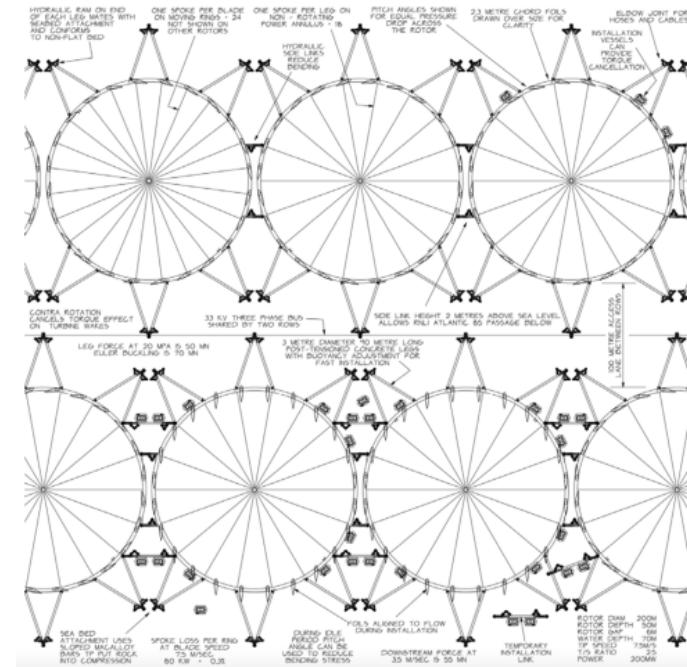 HYDRAULIC RAM ON END
OF EACH LEG MATES WITH
SEABED ATTACHMENT
AND CONFORMS
TO NON-FLAT BED
ONE SPOKE PER BLADE
ON MOVING RINGS - 24
NOT SHOWN ON
OTHER ROTORS
ONE SPOKE PER LEG ON
NON - ROTATING
POWER ANNULUS - 18
HYDRAULIC
SIDE LINKS
REDUCE
BENDING
PITCH ANGLES SHOWN
FOR EQUAL PRESSURE
DROP ACROSS
THE ROTOR
2.3 METRE CHORD FOILS
DRAWN OVER SIZE FOR
CLARITY
ELBOW JOINT FOR
HOSES AND CABLES
INSTALLATION
VESSELS
CAN
PROVIDE
TORQUE
CANCELLATION
CONTRA ROTATION
CANCELS TORQUE EFFECT
ON TURBINE WAKES
33 KV THREE PHASE BUS
SHARED BY TWO ROWS
SIDE LINK HEIGHT 9 METRES ABOVE SEA LEVEL
ALLOWS RNLI ATLANTIC 85 PASSAGE BELOW
LEG FORCE AT 20 MPA IS 50 MN
EULER BUCKLING IS 70 MN
3 METRE DIAMETER 90 METRE LONG
POST-TENSIONED CONCRETE LEGS
WITH BUOYANCY ADJUSTMENT FOR
FAST INSTALLATION
100 METRE ACCESS
LANE BETWEEN ROWS
SEA BED
ATTACHMENT USES
SLOPED MACALLOY
BARS TP PUT ROCK
INTO COMPRESSION
SPOKE LOSS PER RING
AT BLADE SPEED
7.5 M/SEC
80 KW =
DURING IDLE
PERIOD PITCH
ANGLE CAN BE
USED TO REDUCE
BENDING STRESS
FOILS ALIGNED TO FLOW
DURING INSTALLATION
DOWNSTREAM FORCE AT
3.5 M/SEC IS 55 MN
TEMPORARY
INSTALLATION
LINK
ROTOR DIAM 200M
ROTOR DEPTH 50M
ROTOR GAP 6M
WATER DEPTH 70M
TIP SPEED
T/S RATIO 2.5
POWER 200MW